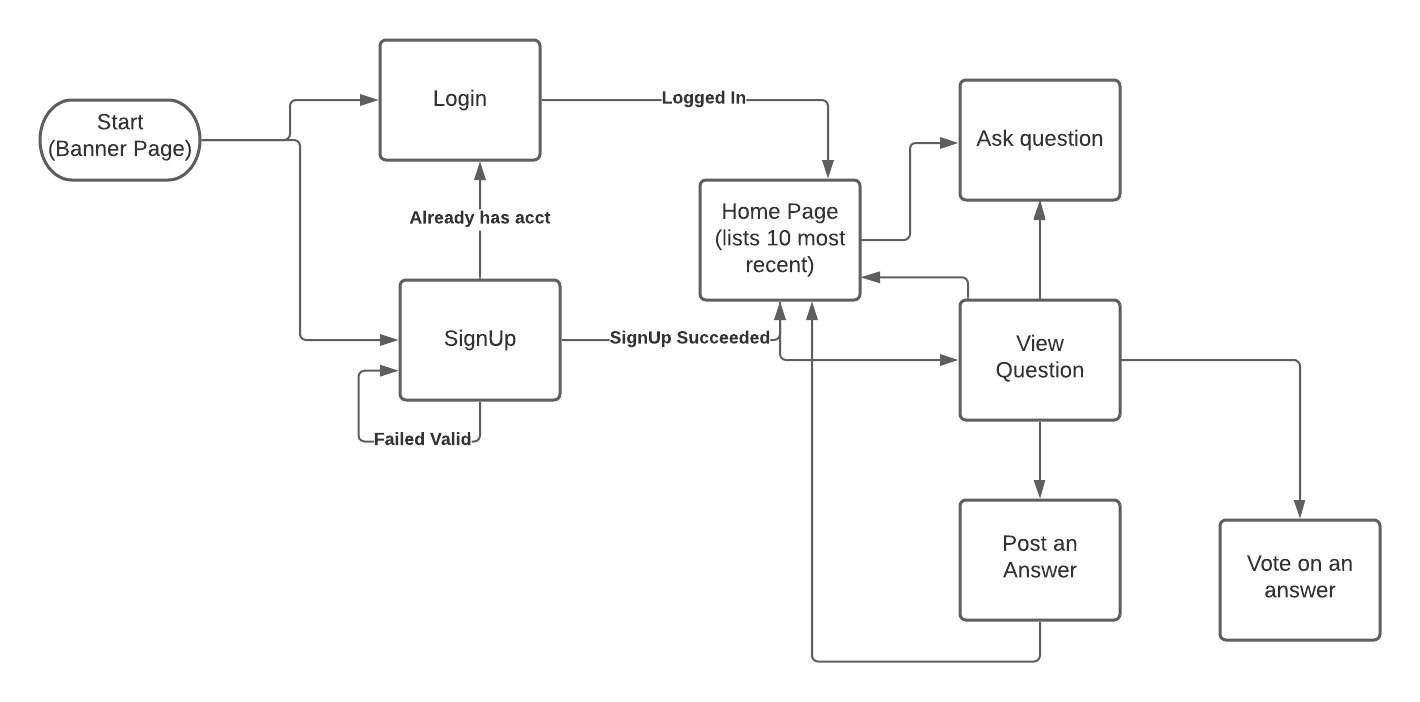 Start
(Banner Page)
Login
Logged In
Ask question
Already has acct
Home Page
(lists 10 most
recent)
SignUp
SignUp Succeeded
View
Question
Failed Valid
Post an
Answer
Vote on an
answer